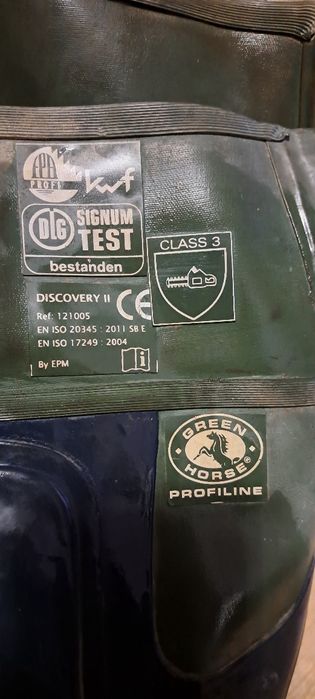 FPA
PROFI
kwf
DLG
SIGNUM
TEST
bestanden
CLASS 3
DISCOVERY II
CE
Ref: 121005
EN ISO 20345 : 2011 SB E
EN ISO 17249 : 2004
By EPM
i
GREEN
HORSE®
PROFILINE